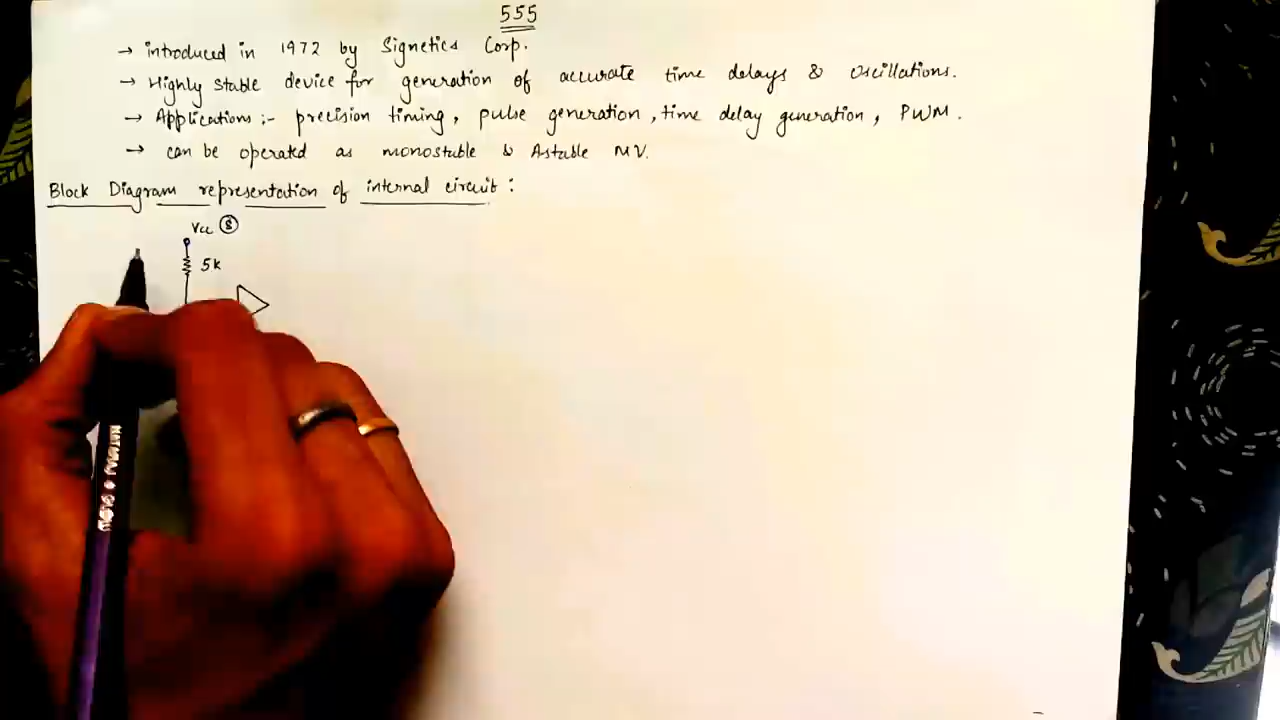 555
→ introduced in 1972 by Signetics Corp.
→ Highly stable device for generation of accurate time delays & oscillations.
→ Applications :- precision timing, pulse generation, time delay generation, PWM.
→ can be operated as monostable & Astable MV.
Block Diagram representation of internal circuit :
Vcc 8
5k